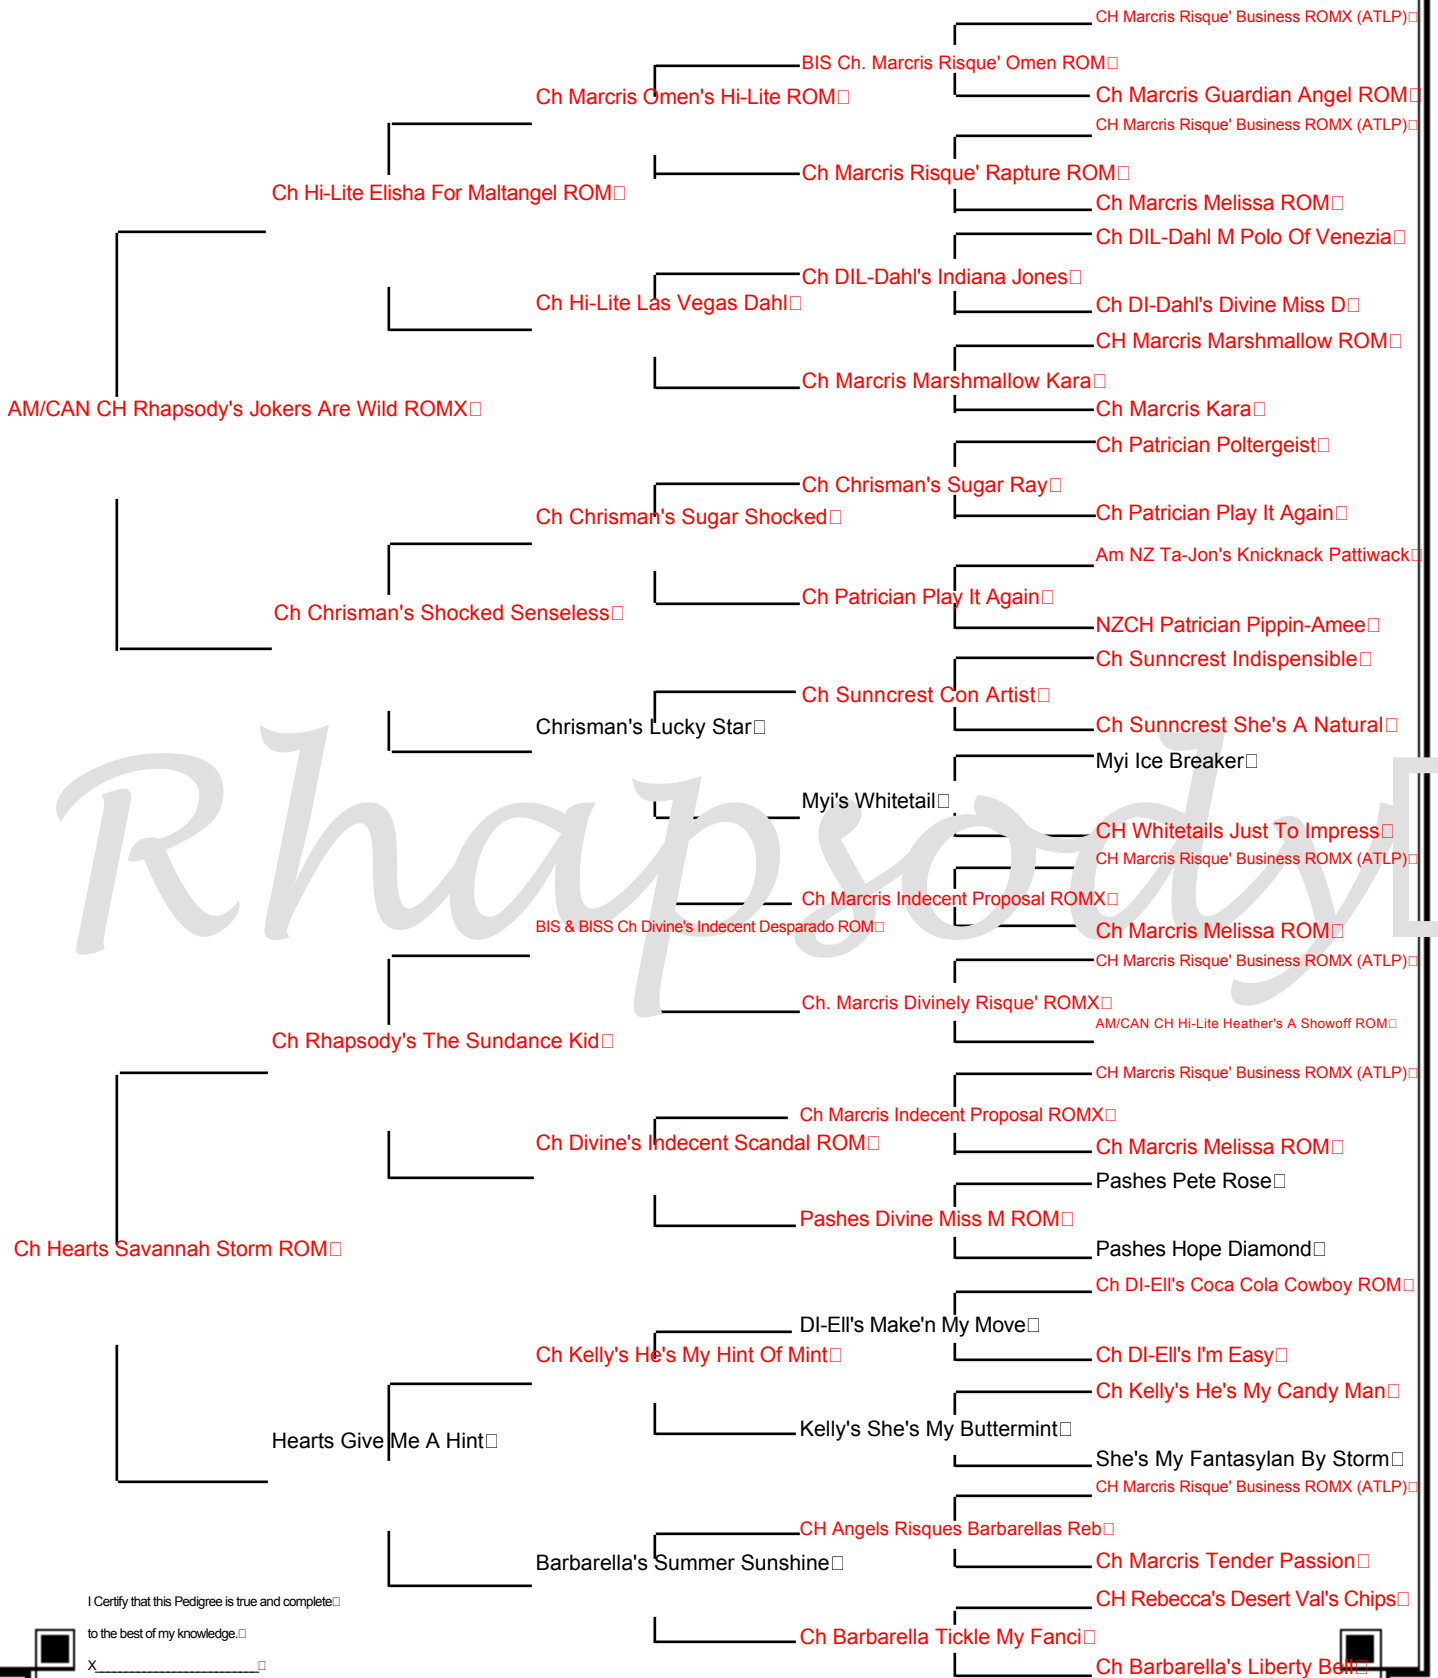 CH Marcris Risque' Business ROMX (ATLP)
BIS Ch. Marcris Risque' Omen ROM
Ch Marcris Omen's Hi-Lite ROM
Ch Marcris Guardian Angel ROM
CH Marcris Risque' Business ROMX (ATLP)
Ch Marcris Risque' Rapture ROM
Ch Hi-Lite Elisha For Maltangel ROM
Ch Marcris Melissa ROM
Ch DIL-Dahl M Polo Of Venezia
Ch DIL-Dahl's Indiana Jones
Ch Hi-Lite Las Vegas Dahl
Ch DI-Dahl's Divine Miss D
CH Marcris Marshmallow ROM
Ch Marcris Marshmallow Kara
AM/CAN CH Rhapsody's Jokers Are Wild ROMX
Ch Marcris Kara
Ch Patrician Poltergeist
Ch Chrisman's Sugar Ray
Ch Chrisman's Sugar Shocked
Ch Patrician Play It Again
Am NZ Ta-Jon's Knicknack Pattiwack
Ch Patrician Play It Again
Ch Chrisman's Shocked Senseless
NZCH Patrician Pippin-Amee
Ch Sunncrest Indispensible
Ch Sunncrest Con Artist
Chrisman's Lucky Star
Ch Sunncrest She's A Natural
Myi Ice Breaker
Myi's Whitetail
CH Whitetails Just To Impress
Rhapsody
CH Marcris Risque' Business ROMX (ATLP)
Ch Marcris Indecent Proposal ROMX
BIS & BISS Ch Divine's Indecent Desparado ROM
Ch Marcris Melissa ROM
CH Marcris Risque' Business ROMX (ATLP)
Ch. Marcris Divinely Risque' ROMX
AM/CAN CH Hi-Lite Heather's A Showoff ROM
Ch Rhapsody's The Sundance Kid
CH Marcris Risque' Business ROMX (ATLP)
Ch Marcris Indecent Proposal ROMX
Ch Divine's Indecent Scandal ROM
Ch Marcris Melissa ROM
Pashes Pete Rose
Pashes Divine Miss M ROM
Ch Hearts Savannah Storm ROM
Pashes Hope Diamond
Ch DI-Ell's Coca Cola Cowboy ROM
DI-Ell's Make'n My Move
Ch Kelly's He's My Hint Of Mint
Ch DI-Ell's I'm Easy
Ch Kelly's He's My Candy Man
Kelly's She's My Buttermint
Hearts Give Me A Hint
She's My Fantasylan By Storm
CH Marcris Risque' Business ROMX (ATLP)
CH Angels Risques Barbarellas Reb
Barbarella's Summer Sunshine
Ch Marcris Tender Passion
CH Rebecca's Desert Val's Chips
I Certify that this Pedigree is true and complete
to the best of my knowledge.
Ch Barbarella Tickle My Fanci
X___________________________
Ch Barbarella's Liberty Bell